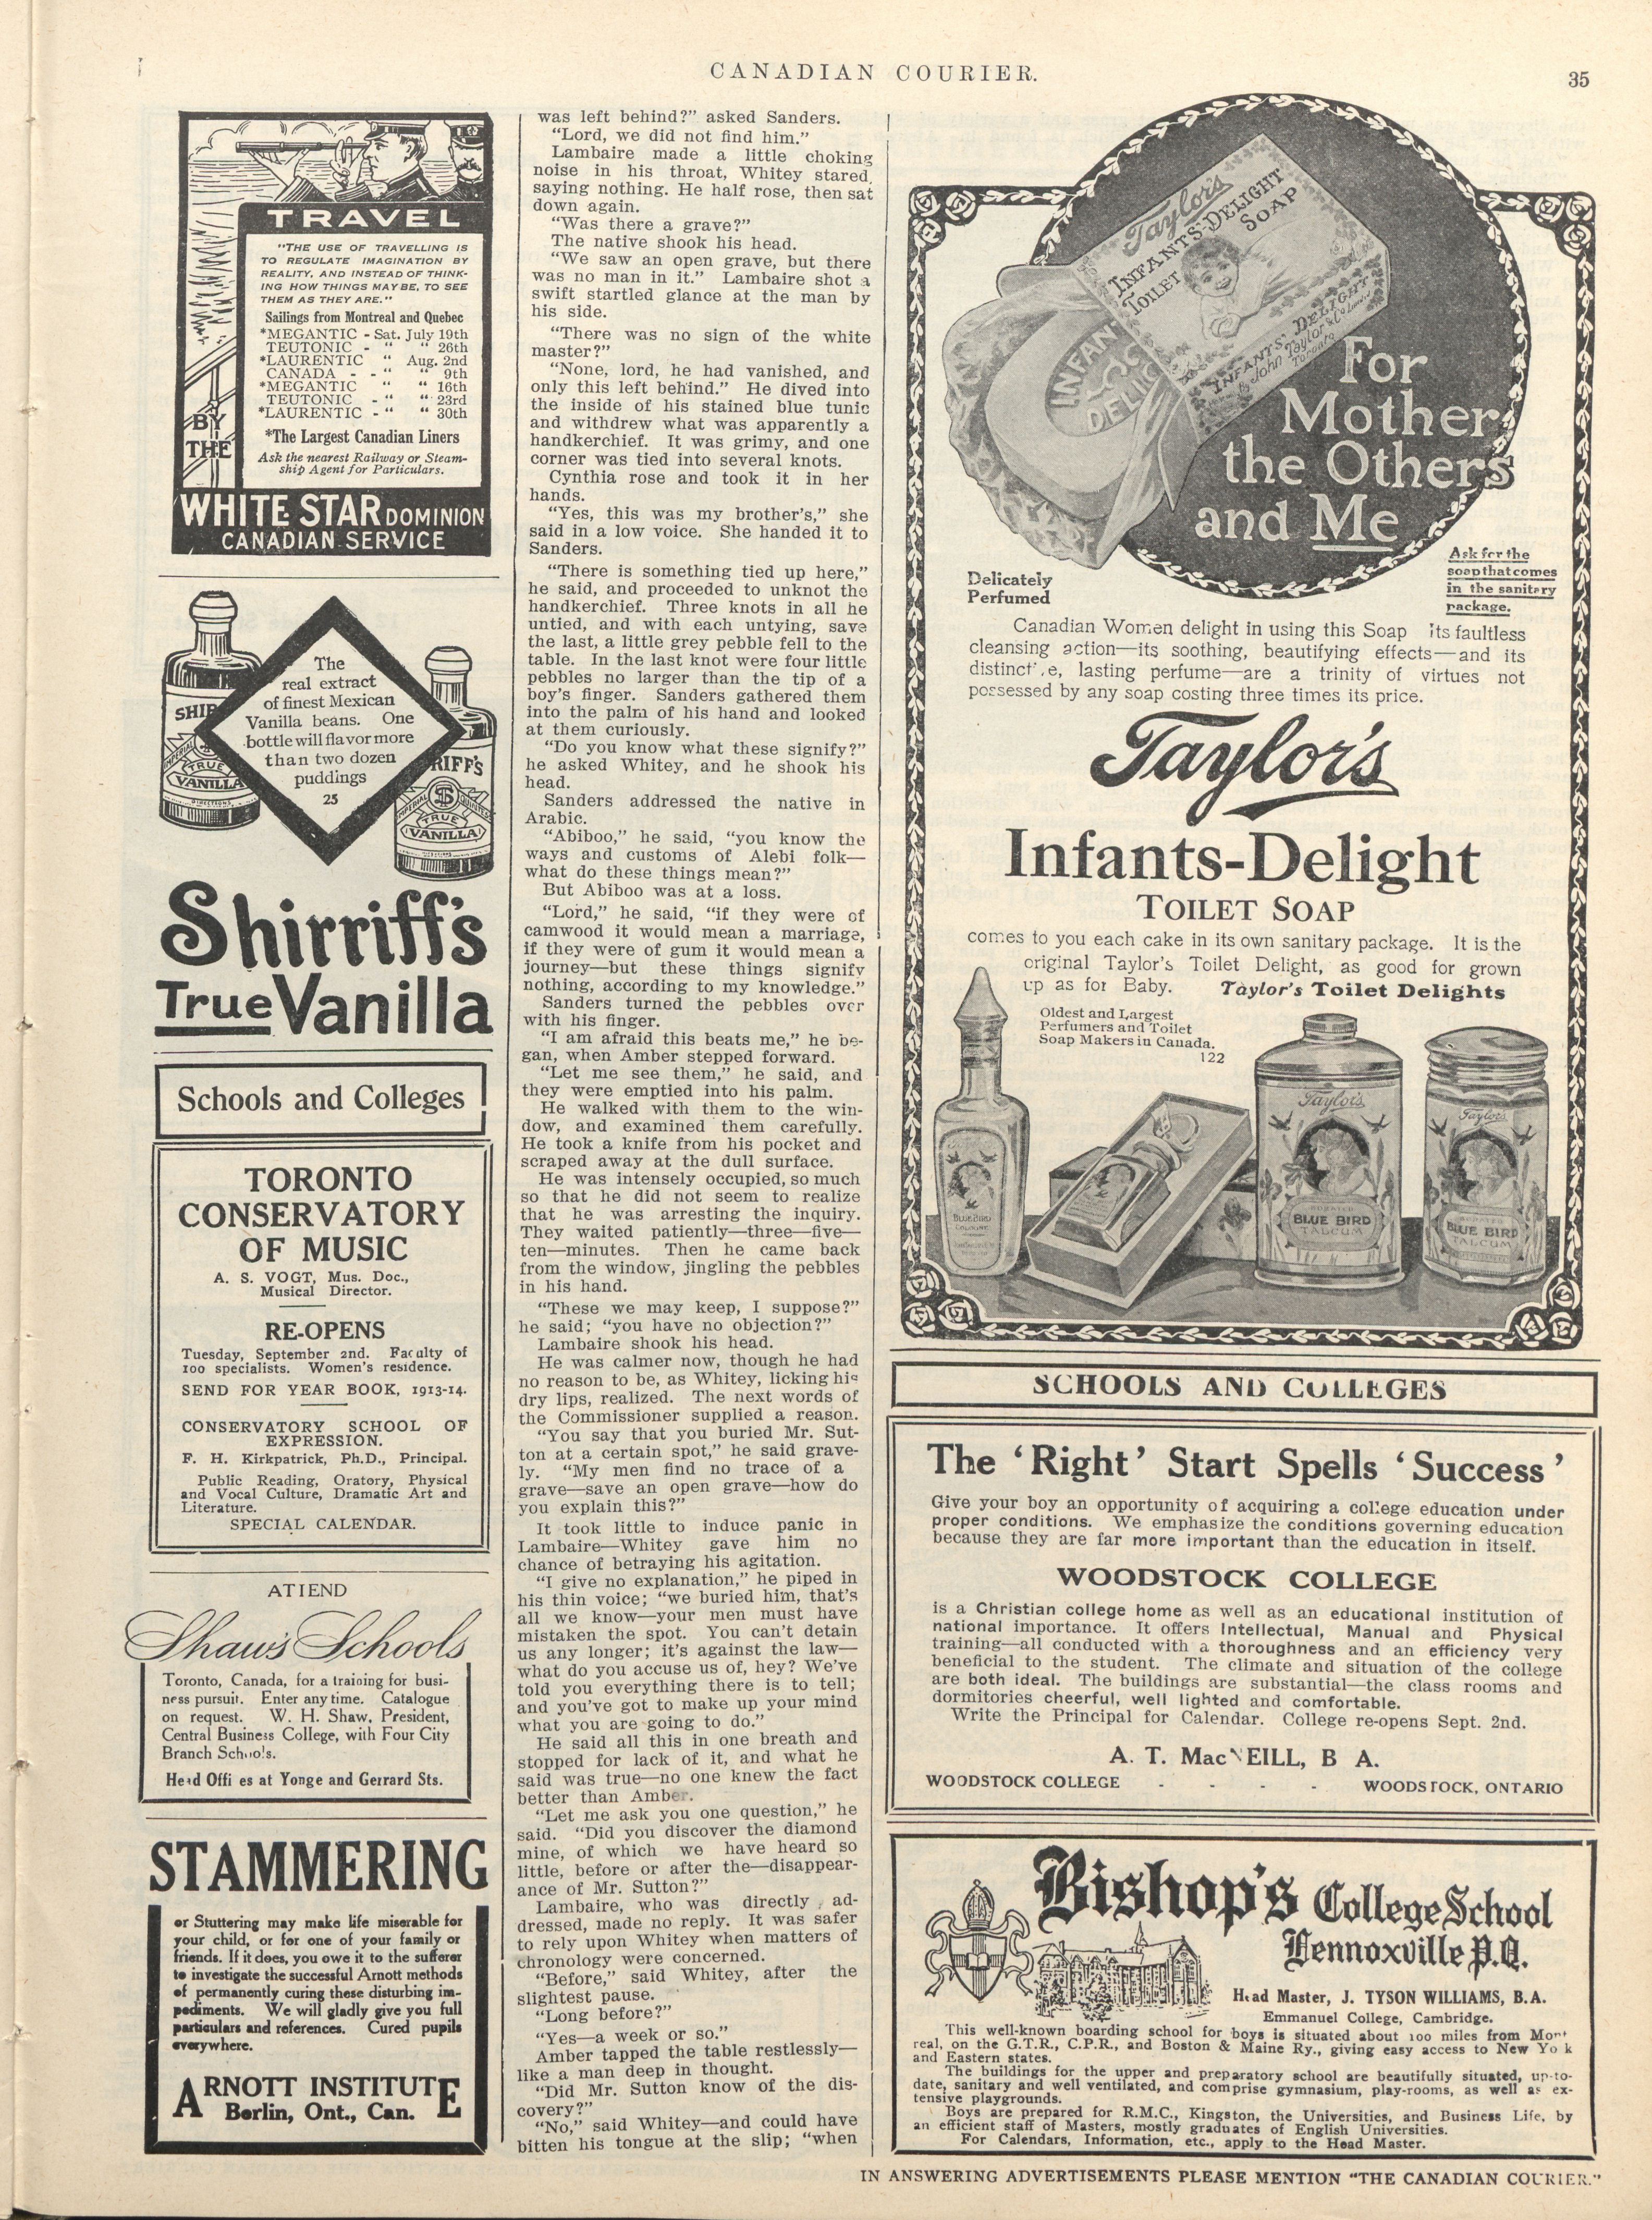 CANADIAN COURIER.
35
TRAVEL
"THE USE OF TRAVELLING IS
TO REGULATE IMAGINATION BY
REALITY, AND INSTEAD OF THINK-
ING HOW THINGS MAY BE, TO SEE
THEM AS THEY ARE."
Sailings from Montreal and Quebec
*MEGANTIC - Sat. July 19th
TEUTONIC - " " 26th
*LAURENTIC " Aug. 2nd
CANADA - - " " 9th
*MEGANTIC " " 16th
TEUTONIC - " " 23rd
*LAURENTIC - " " 30th
*The Largest Canadian Liners
Ask the nearest Railway or Steam-
ship Agent for Particulars.
BY
THE
WHITE STAR DOMINION
CANADIAN SERVICE
The
real extract
of finest Mexican
Vanilla beans. One
bottle will flavor more
than two dozen
puddings
25
SHIR
IMPERIAL
TRUE
VANILLA
DIRECTIONS
RIFF'S
IMPERIAL
TRUE
VANILLA
Shirriff's
True Vanilla
Schools and Colleges
TORONTO
CONSERVATORY
OF MUSIC
A. S. VOGT, Mus. Doc.,
Musical Director.
RE-OPENS
Tuesday, September 2nd. Faculty of
100 specialists. Women's residence.
SEND FOR YEAR BOOK, 1913-14.
CONSERVATORY SCHOOL OF
EXPRESSION.
F. H. Kirkpatrick, Ph.D., Principal.
Public Reading, Oratory, Physical
and Vocal Culture, Dramatic Art and
Literature.
SPECIAL CALENDAR.
ATTEND
Shaw's Schools
Toronto, Canada, for a training for busi-
ness pursuit. Enter any time. Catalogue
on request. W. H. Shaw, President,
Central Business College, with Four City
Branch Schools.
Head Offi es at Yonge and Gerrard Sts.
STAMMERING
or Stuttering may make life miserable for
your child, or for one of your family or
friends. If it does, you owe it to the sufferer
to investigate the successful Arnott methods
of permanently curing these disturbing im-
pediments. We will gladly give you full
particulars and references. Cured pupils
everywhere.
ARNOTT INSTITUTE
Berlin, Ont., Can.
was left behind?" asked Sanders.
"Lord, we did not find him."
Lambaire made a little choking
noise in his throat, Whitey stared,
saying nothing. He half rose, then sat
down again.
"Was there a grave?"
The native shook his head.
"We saw an open grave, but there
was no man in it." Lambaire shot a
swift startled glance at the man by
his side.
"There was no sign of the white
master?"
"None, lord, he had vanished, and
only this left behind." He dived into
the inside of his stained blue tunic
and withdrew what was apparently a
handkerchief. It was grimy, and one
corner was tied into several knots.
Cynthia rose and took it in her
hands.
"Yes, this was my brother's," she
said in a low voice. She handed it to
Sanders.
"There is something tied up here,"
he said, and proceeded to unknot the
handkerchief. Three knots in all he
untied, and with each untying, save
the last, a little grey pebble fell to the
table. In the last knot were four little
pebbles no larger than the tip of a
boy's finger. Sanders gathered them
into the palm of his hand and looked
at them curiously.
"Do you know what these signify?"
he asked Whitey, and he shook his
head.
Sanders addressed the native in
Arabic.
"Abiboo," he said, "you know the
ways and customs of Alebi folk—
what do these things mean?"
But Abiboo was at a loss.
"Lord," he said, "if they were of
camwood it would mean a marriage,
if they were of gum it would mean a
journey—but these things signify
nothing, according to my knowledge."
Sanders turned the pebbles over
with his finger.
"I am afraid this beats me," he be-
gan, when Amber stepped forward.
"Let me see them," he said, and
they were emptied into his palm.
He walked with them to the win-
dow, and examined them carefully.
He took a knife from his pocket and
scraped away at the dull surface.
He was intensely occupied, so much
so that he did not seem to realize
that he was arresting the inquiry.
They waited patiently—three—five—
ten—minutes. Then he came back
from the window, jingling the pebbles
in his hand.
"These we may keep, I suppose?"
he said; "you have no objection?"
Lambaire shook his head.
He was calmer now, though he had
no reason to be, as Whitey, licking his
dry lips, realized. The next words of
the Commissioner supplied a reason.
"You say that you buried Mr. Sut-
ton at a certain spot," he said grave-
ly. "My men find no trace of a
grave—save an open grave—how do
you explain this?"
It took little to induce panic in
Lambaire—Whitey gave him no
chance of betraying his agitation.
"I give no explanation," he piped in
his thin voice; "we buried him, that's
all we know—your men must have
mistaken the spot. You can't detain
us any longer; it's against the law—
what do you accuse us of, hey? We've
told you everything there is to tell;
and you've got to make up your mind
what you are going to do."
He said all this in one breath and
stopped for lack of it, and what he
said was true—no one knew the fact
better than Amber.
"Let me ask you one question," he
said. "Did you discover the diamond
mine, of which we have heard so
little, before or after the—disappear-
ance of Mr. Sutton?"
Lambaire, who was directly ad-
dressed, made no reply. It was safer
to rely upon Whitey when matters of
chronology were concerned.
"Before," said Whitey, after the
slightest pause.
"Long before?"
"Yes—a week or so."
Amber tapped the table restlessly—
like a man deep in thought.
"Did Mr. Sutton know of the dis-
covery?"
"No," said Whitey—and could have
bitten his tongue at the slip; "when
Taylor's
INFANTS-DELIGHT
TOILET SOAP
INFANTS' DELIGHT
by John Taylor & Co Limited
Toronto
INFAN
DELIG
For
Mother
the Others
and Me
Delicately
Perfumed
Ask for the
soap that comes
in the sanitary
package.
Canadian Women delight in using this Soap Its faultless
cleansing action—its soothing, beautifying effects—and its
distinct e, lasting perfume—are a trinity of virtues not
possessed by any soap costing three times its price.
Taylor's
Infants-Delight
TOILET SOAP
comes to you each cake in its own sanitary package. It is the
original Taylor's Toilet Delight, as good for grown
up as for Baby. Taylor's Toilet Delights
Oldest and Largest
Perfumers and Toilet
Soap Makers in Canada.
122
BLUE BIRD
COLOGNE
Taylor's
BLUE BIRD
TALCUM
Taylor's
BLUE BIRD
TALCUM
SCHOOLS AND COLLEGES
The 'Right' Start Spells 'Success'
Give your boy an opportunity of acquiring a college education under
proper conditions. We emphasize the conditions governing education
because they are far more important than the education in itself.
WOODSTOCK COLLEGE
is a Christian college home as well as an educational institution of
national importance. It offers Intellectual, Manual and Physical
training—all conducted with a thoroughness and an efficiency very
beneficial to the student. The climate and situation of the college
are both ideal. The buildings are substantial—the class rooms and
dormitories cheerful, well lighted and comfortable.
Write the Principal for Calendar. College re-opens Sept. 2nd.
A. T. MacNEILL, B A.
WOODSTOCK COLLEGE - - - - WOODSTOCK, ONTARIO
Bishop's College School
Lennoxville P.Q.
Head Master, J. TYSON WILLIAMS, B.A.
Emmanuel College, Cambridge.
This well-known boarding school for boys is situated about 100 miles from Mont
real, on the G.T.R., C.P.R., and Boston & Maine Ry., giving easy access to New Yo k
and Eastern states.
The buildings for the upper and preparatory school are beautifully situated, up-to-
date, sanitary and well ventilated, and comprise gymnasium, play-rooms, as well as ex-
tensive playgrounds.
Boys are prepared for R.M.C., Kingston, the Universities, and Business Life, by
an efficient staff of Masters, mostly graduates of English Universities.
For Calendars, Information, etc., apply to the Head Master.
IN ANSWERING ADVERTISEMENTS PLEASE MENTION "THE CANADIAN COURIER."